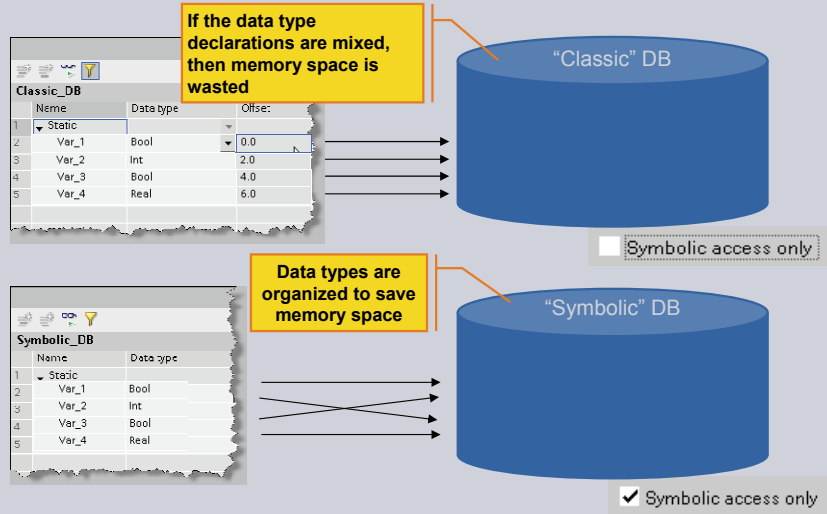 If the data type
declarations are mixed,
then memory space is
wasted
"Classic" DB
Classic_DB
Name Data type Offset
1 Static
2 Var_1 Bool 0.0
3 Var_2 Int 2.0
4 Var_3 Bool 4.0
5 Var_4 Real 6.0
Symbolic access only
Data types are
organized to save
memory space
"Symbolic" DB
Symbolic_DB
Name Data type
1 Static
2 Var_1 Bool
3 Var_2 Int
4 Var_3 Bool
5 Var_4 Real
Symbolic access only